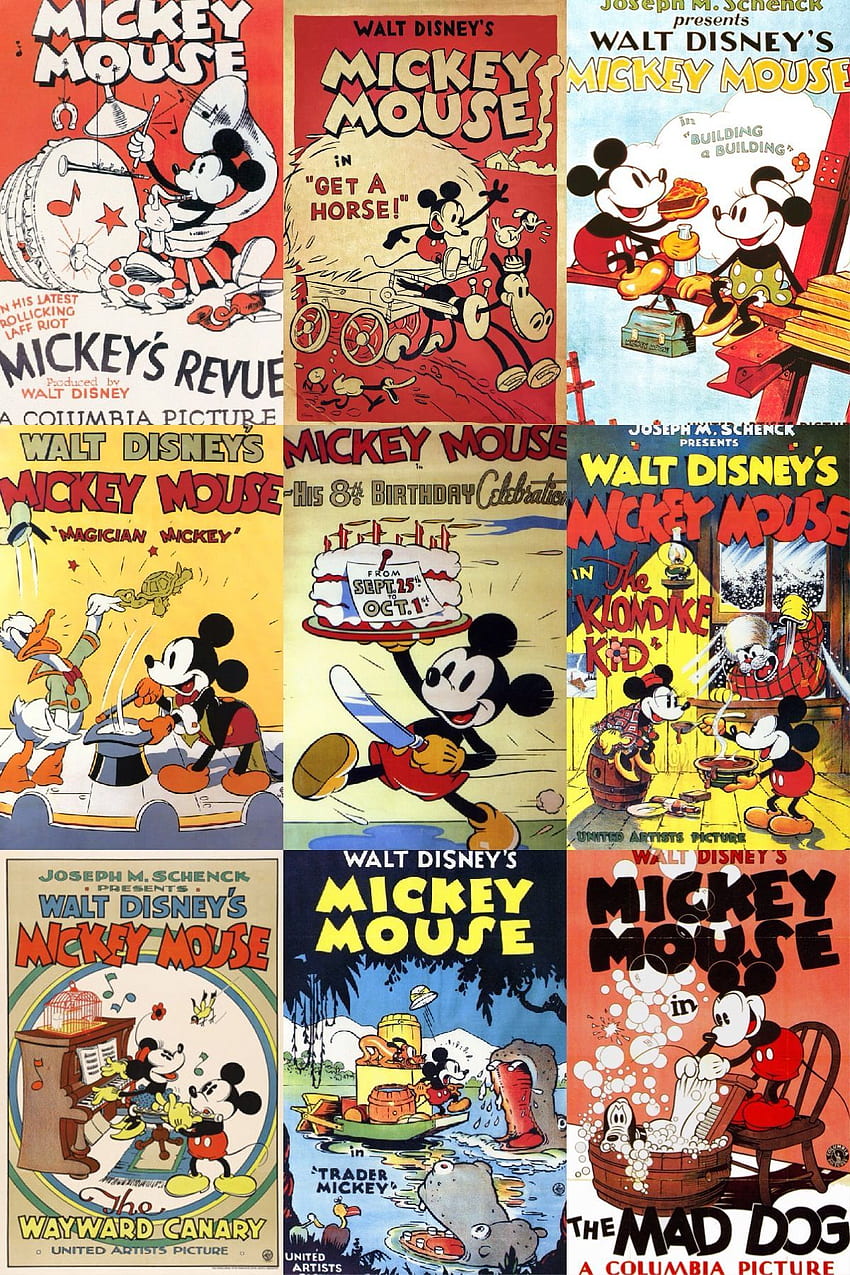 MICKEY
MOUSE
IN HIS LATEST
ROLLICKING
LAFF RIOT
MICKEY'S REVUE
Produced by
WALT DISNEY
A COLUMBIA PICTURE
WALT DISNEY'S
MICKEY
MOUSE
IN
"GET A
HORSE!"
JOSEPH M. SCHENCK
presents
WALT DISNEY'S
MICKEY MOUSE
in
"BUILDING
a BUILDING"
MICKEY MOUSE
WALT DISNEY'S
MICKEY MOUSE
"MAGICIAN MICKEY"
MICKEY MOUSE
in
-HIS 8th BIRTHDAY Celebration
FROM
SEPT. 25th
TO
OCT. 1st
JOSEPH M. SCHENCK
PRESENTS
WALT DISNEY'S
MICKEY MOUSE
IN The
"KLONDIKE
KID"
UNITED ARTISTS PICTURE
JOSEPH M. SCHENCK
• PRESENTS •
WALT DISNEY'S
MICKEY MOUSE
The
WAYWARD CANARY
UNITED ARTISTS PICTURE
WALT DISNEY'S
MICKEY
MOUSE
in
"TRADER
MICKEY"
UNITED
ARTISTS
WALT DISNEY'S
MICKEY
MOUSE
in
THE MAD DOG
A COLUMBIA PICTURE